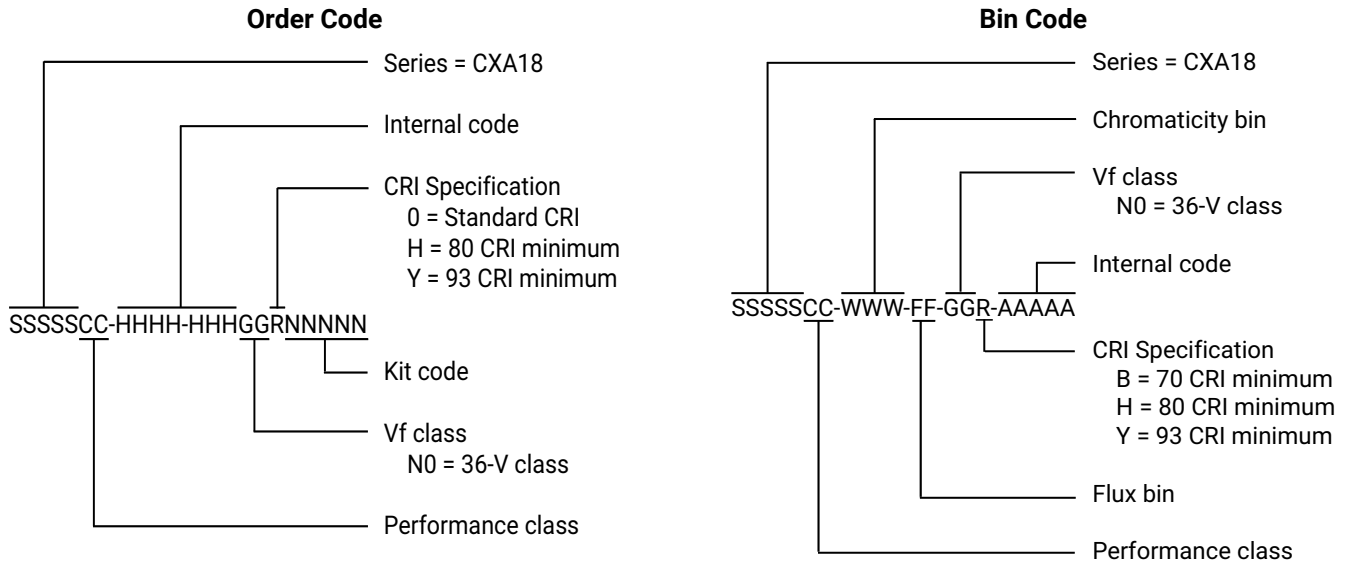 Order Code
Series = CXA18
Internal code
CRI Specification
0 = Standard CRI
H = 80 CRI minimum
Y = 93 CRI minimum
SSSSSCC-HHHH-HHHGGRNNNNN
Kit code
Vf class
N0 = 36-V class
Performance class
Bin Code
Series = CXA18
Chromaticity bin
Vf class
N0 = 36-V class
Internal code
SSSSSCC-WWW-FF-GGR-AAAAA
CRI Specification
B = 70 CRI minimum
H = 80 CRI minimum
Y = 93 CRI minimum
Flux bin
Performance class